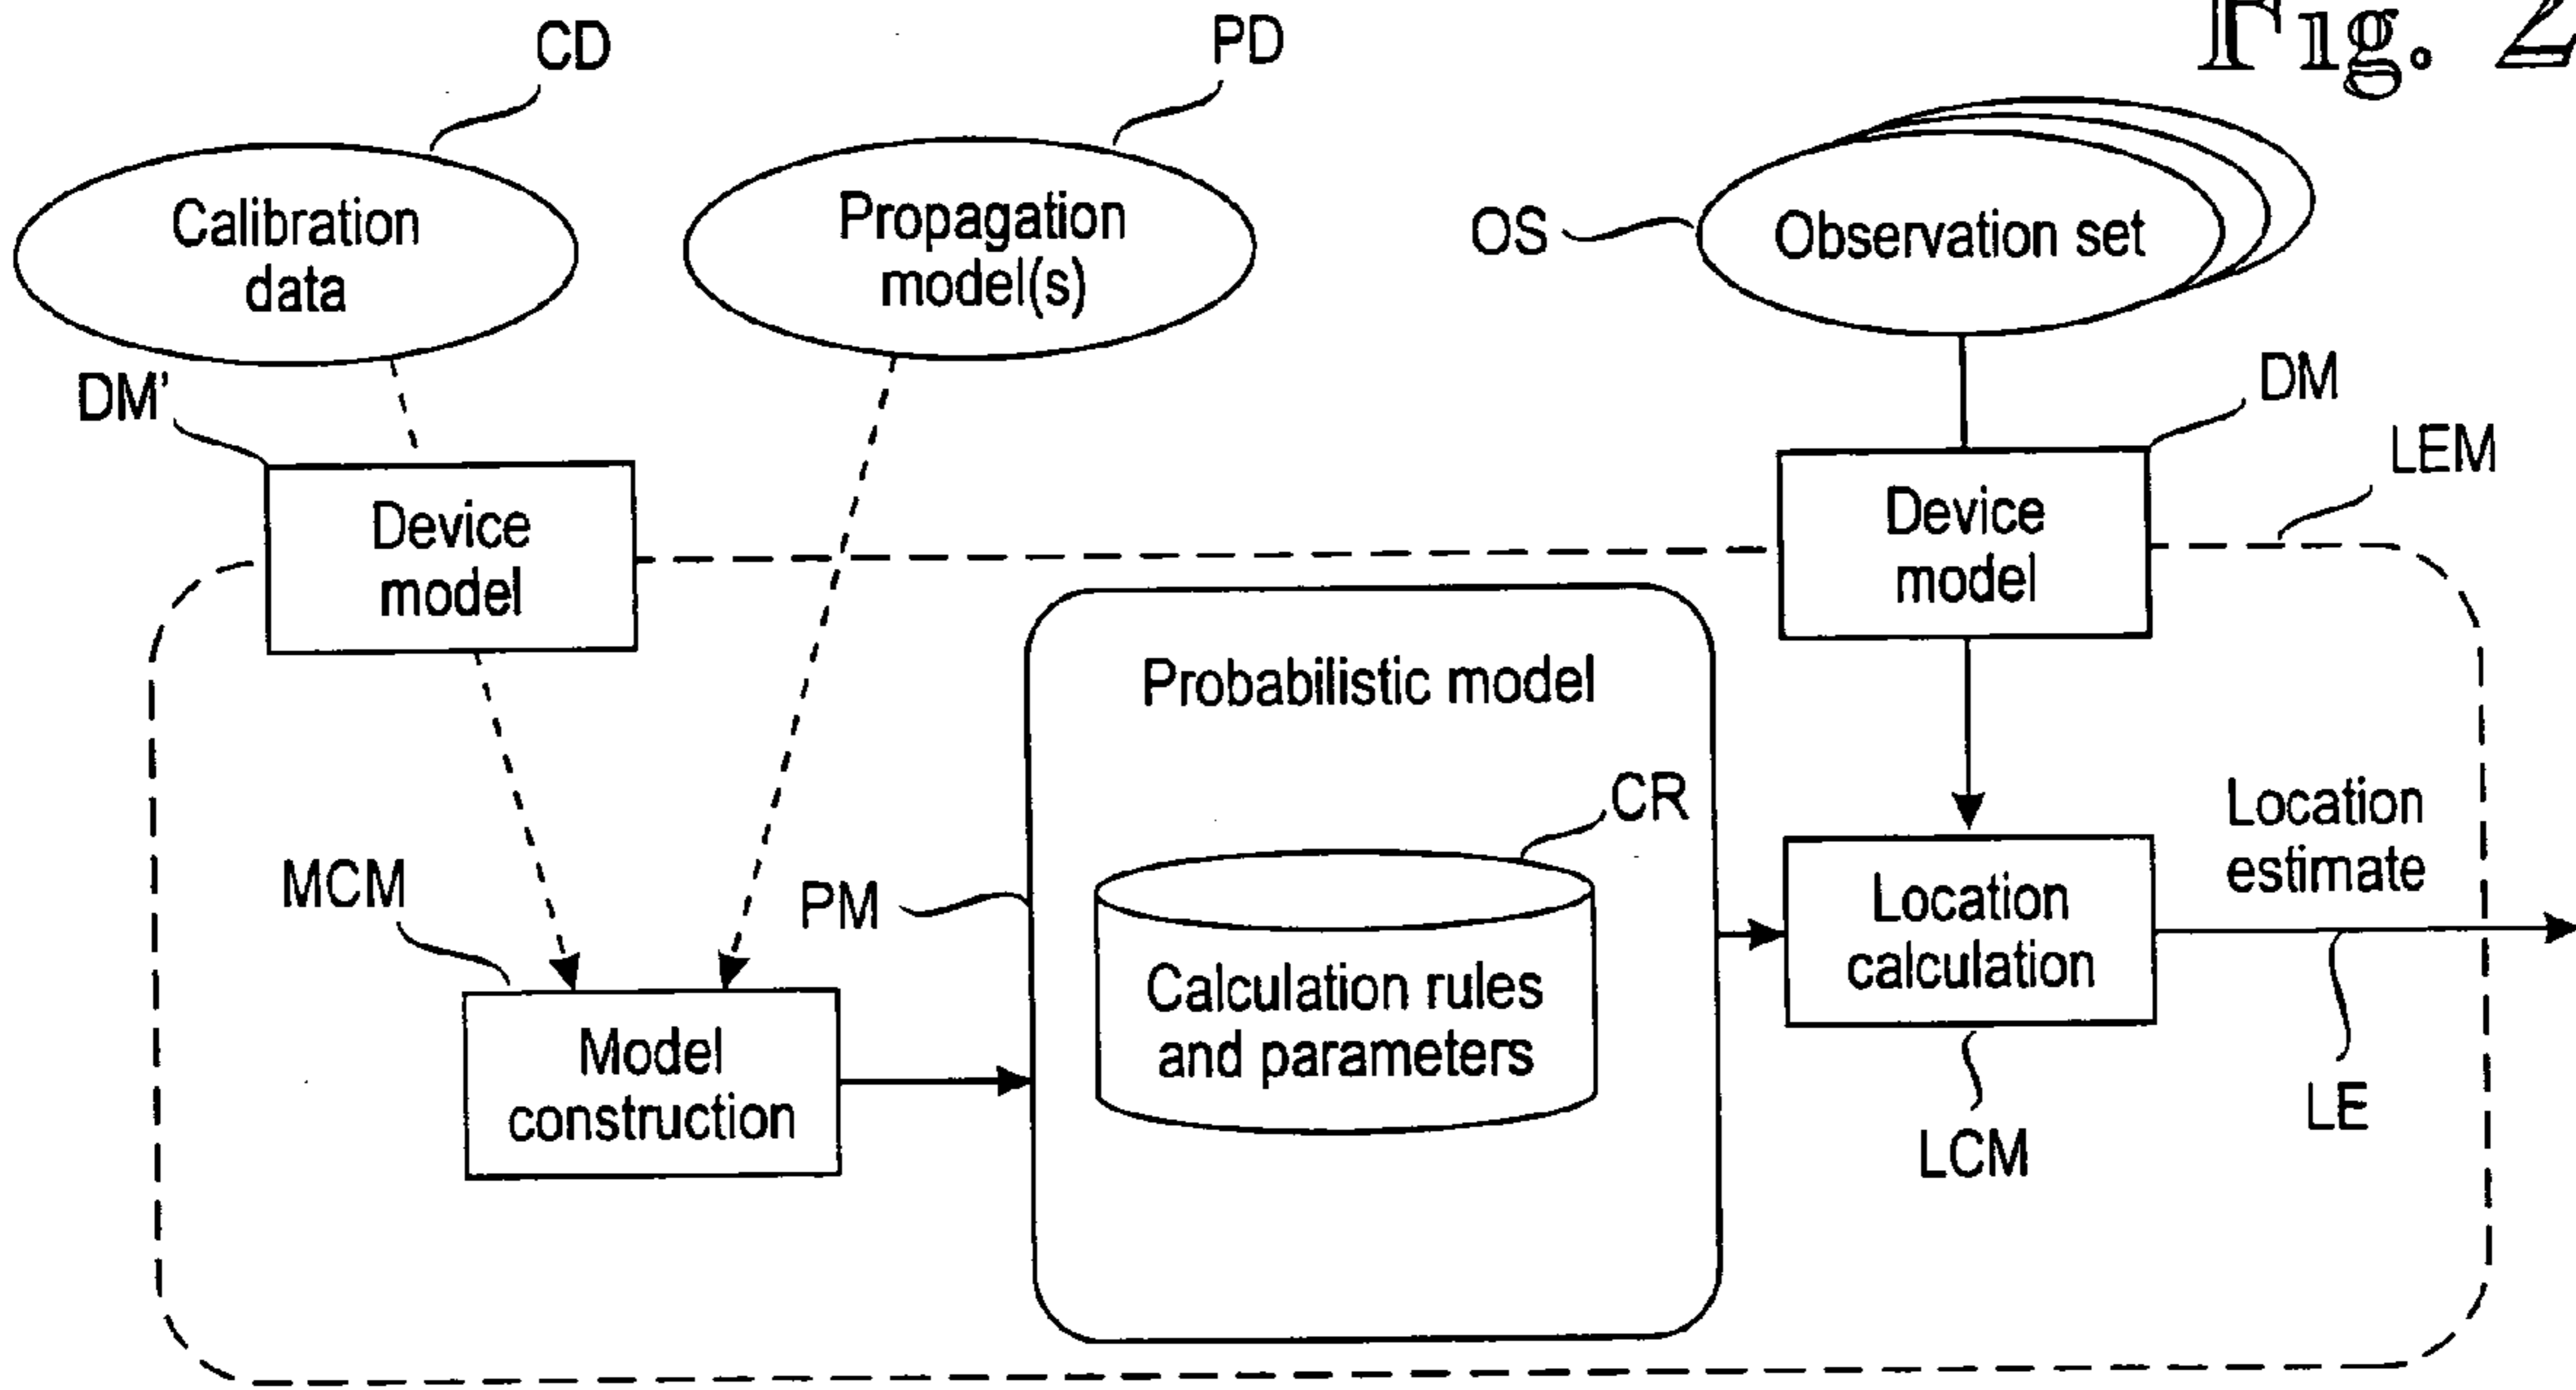 Fig. 2
CD
PD
Calibration
data
Propagation
model(s)
OS
Observation set
DM'
DM
LEM
Device
model
Device
model
Probabilistic model
CR
MCM
PM
Calculation rules
and parameters
Location
calculation
Location
estimate
Model
construction
LCM
LE